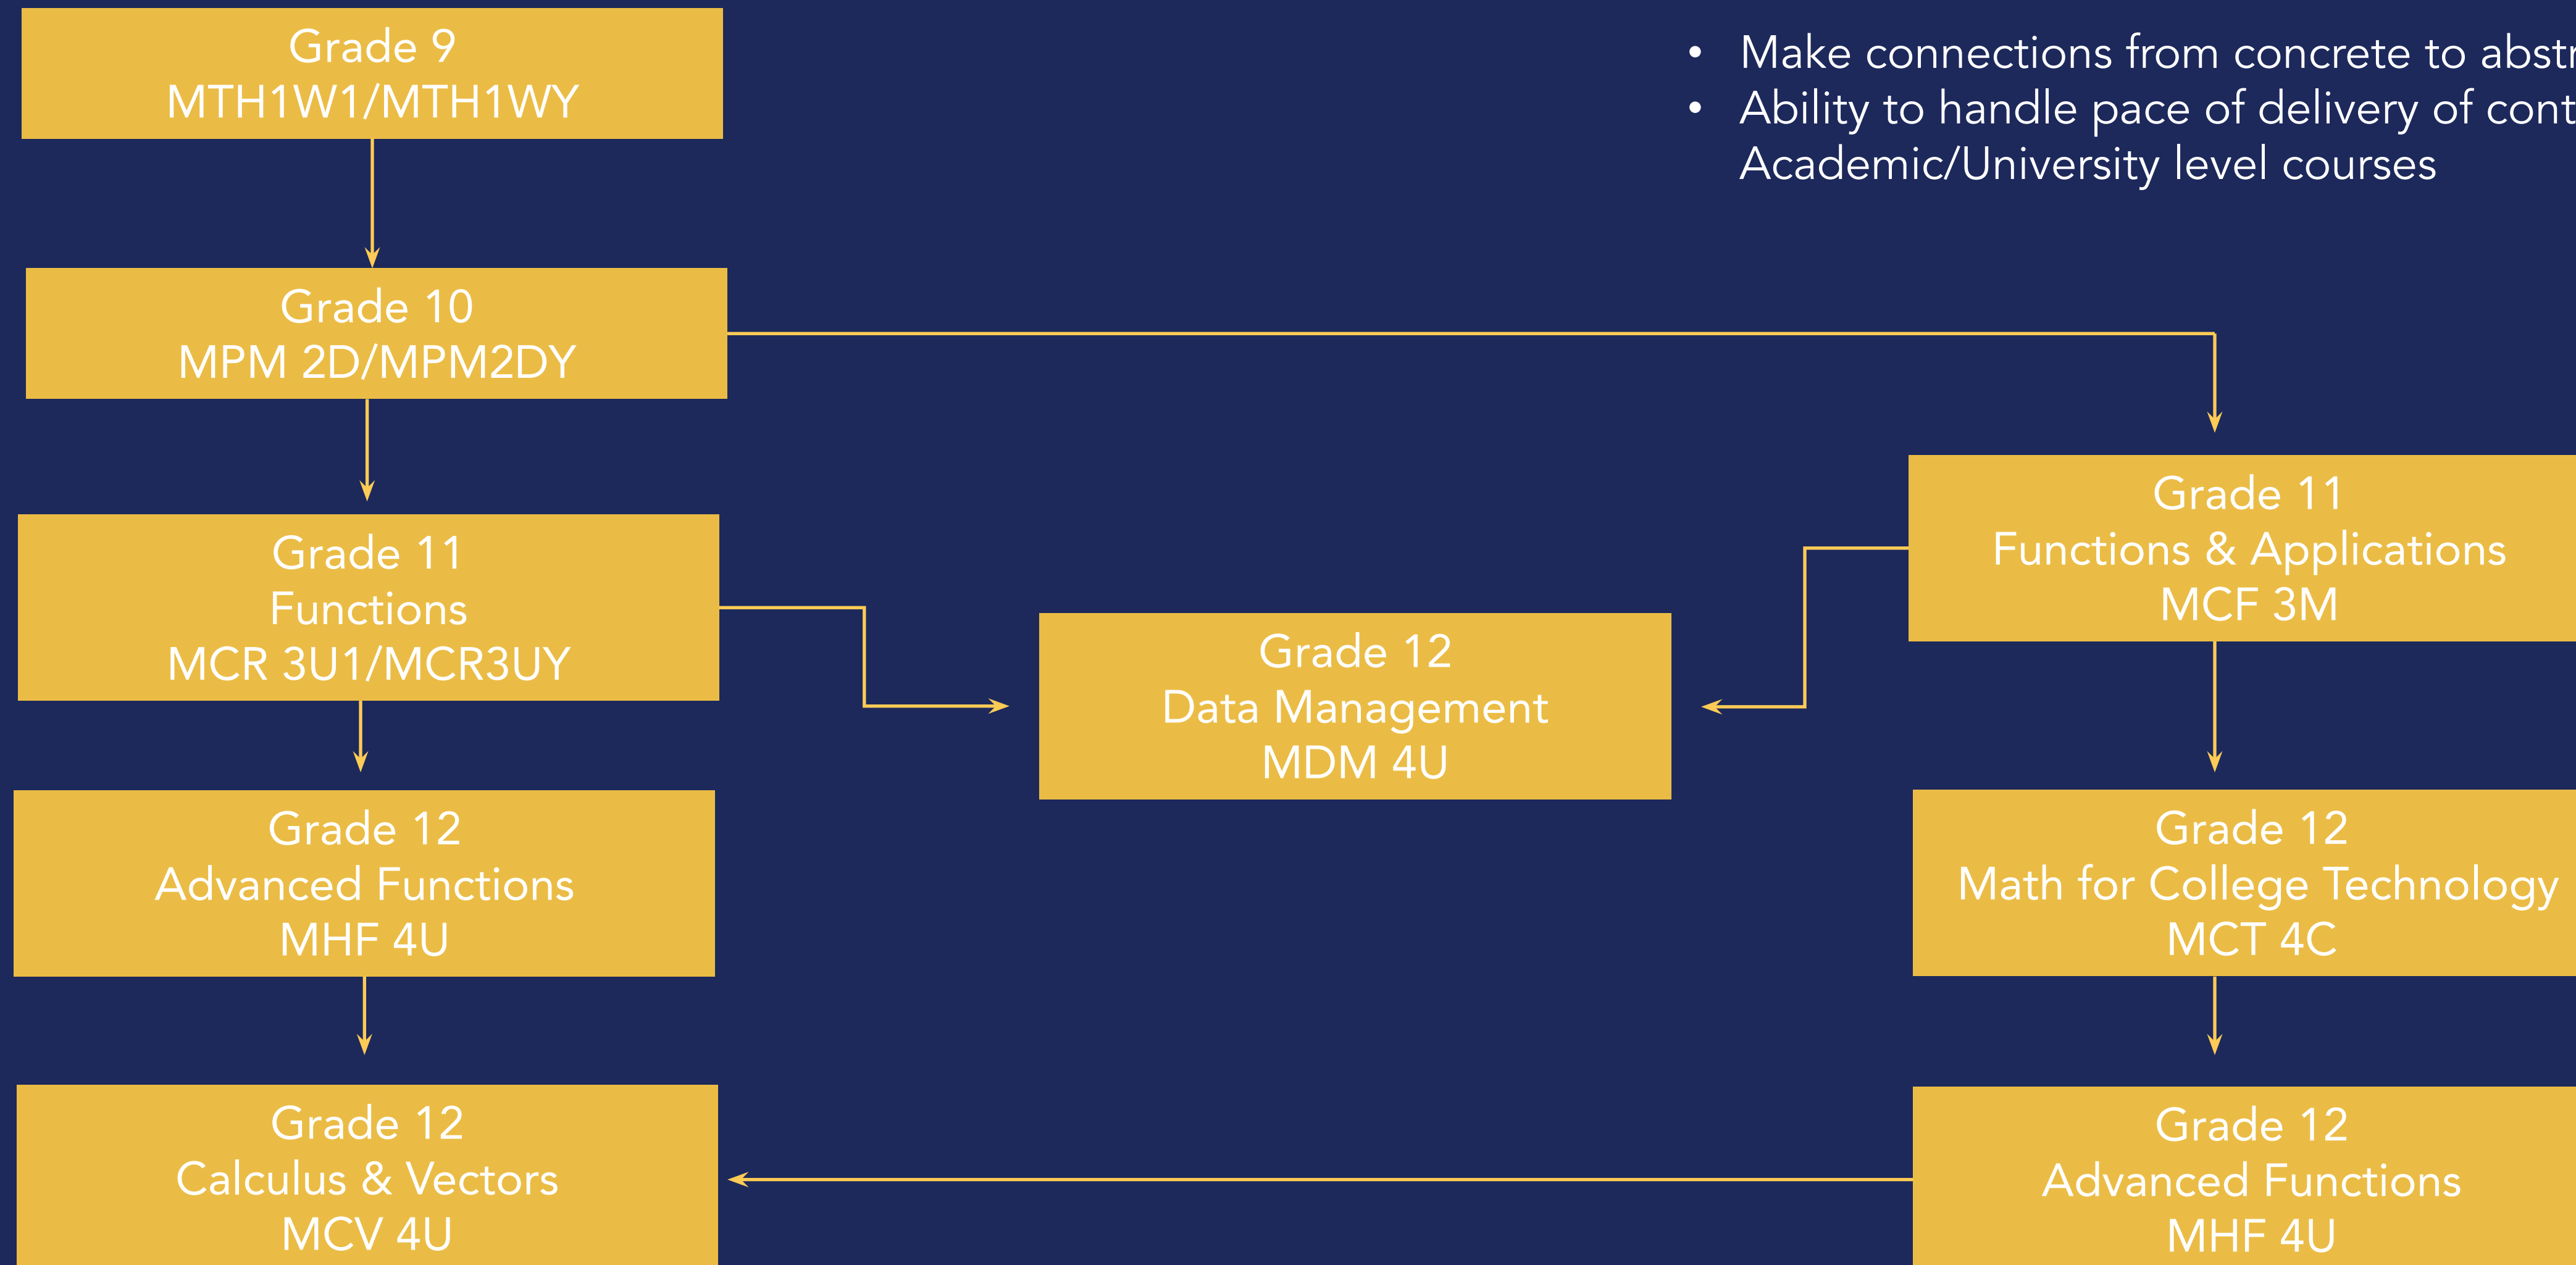 Grade 9
MTH1W1/MTH1WY
• Make connections from concrete to
• Ability to handle pace of delivery of
Academic/University level courses
Grade 10
MPM 2D/MPM2DY
Grade 11
Functions
MCR 3U1/MCR3UY
Grade 11
Functions & Applications
MCF 3M
Grade 12
Data Management
MDM 4U
Grade 12
Advanced Functions
MHF 4U
Grade 12
Math for College Technology
MCT 4C
Grade 12
Calculus & Vectors
MCV 4U
Grade 12
Advanced Functions
MHF 4U